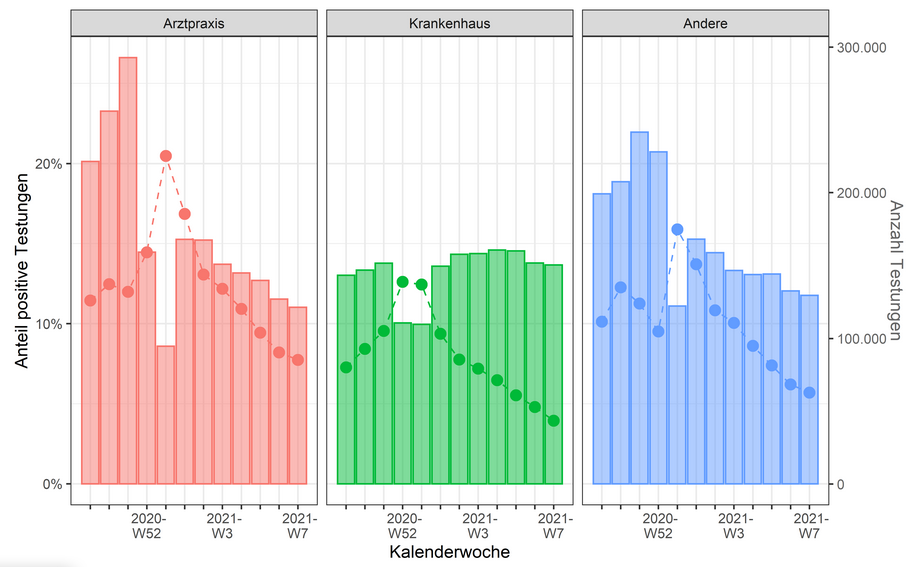 Arztpraxis
Krankenhaus
Andere
Anteil positive Testungen
20%
10%
0%
300.000
200.000
100.000
0
Anzahl Testungen
2020-
W52
2021-
W3
2021-
W7
2020-
W52
2021-
W3
2021-
W7
2020-
W52
2021-
W3
2021-
W7
Kalenderwoche